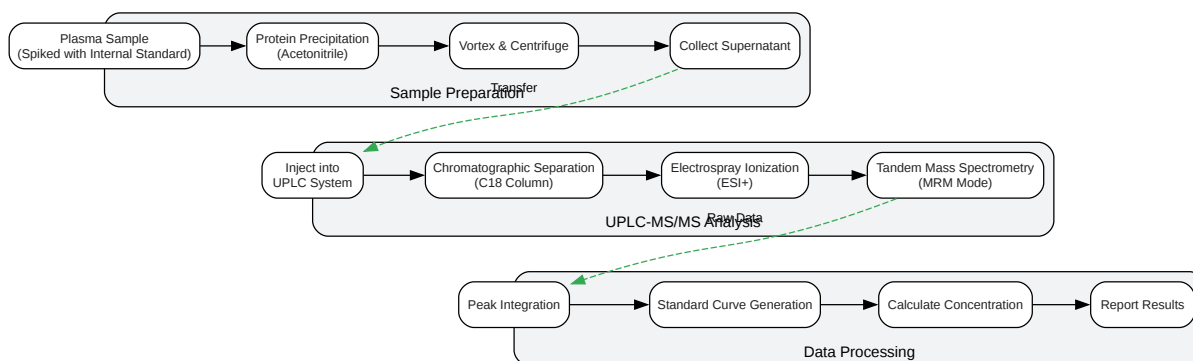 Plasma Sample
(Spiked with Internal Standard)
Protein Precipitation
(Acetonitrile)
Vortex & Centrifuge
Collect Supernatant
Transfer
Sample Preparation
Inject into
UPLC System
Chromatographic Separation
(C18 Column)
Electrospray Ionization
(ESI+)
Tandem Mass Spectrometry
(MRM Mode)
Raw Data
UPLC-MS/MS Analysis
Peak Integration
Standard Curve Generation
Calculate Concentration
Report Results
Data Processing